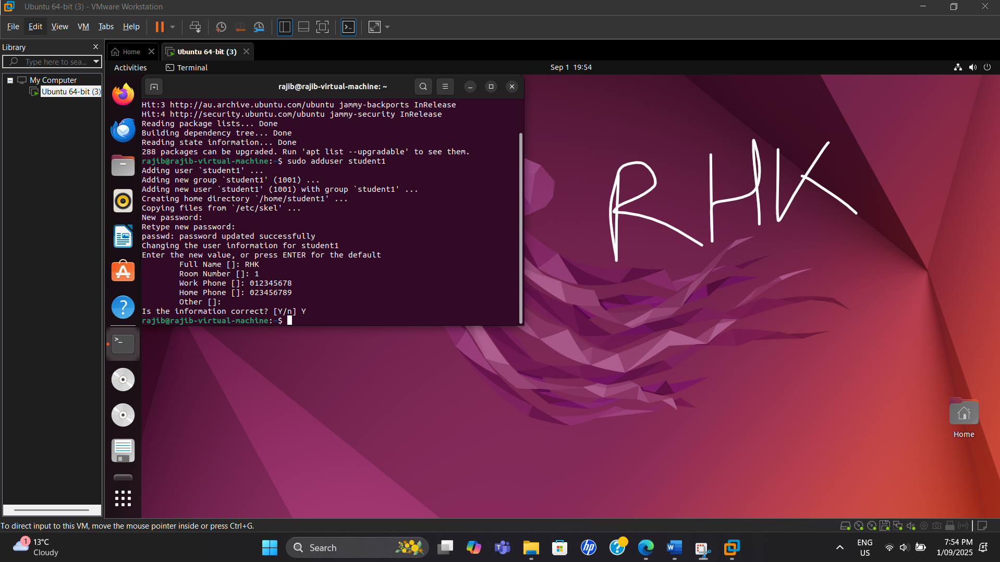 Ubuntu 64-bit (3) - VMware Workstation
File Edit View VM Tabs Help
Library
Type here to sea...
My Computer
Ubuntu 64-bit (3)
Home
Ubuntu 64-bit (3)
Activities
Terminal
Sep 1 19:54
rajib@rajib-virtual-machine: ~
Hit:3 http://au.archive.ubuntu.com/ubuntu jammy-backports InRelease
Hit:4 http://security.ubuntu.com/ubuntu jammy-security InRelease
Reading package lists... Done
Building dependency tree... Done
Reading state information... Done
288 packages can be upgraded. Run 'apt list --upgradable' to see them.
rajib@rajib-virtual-machine:~$ sudo adduser student1
Adding user `student1' ...
Adding new group `student1' (1001) ...
Adding new user `student1' (1001) with group `student1' ...
Creating home directory `/home/student1' ...
Copying files from `/etc/skel' ...
New password:
Retype new password:
passwd: password updated successfully
Changing the user information for student1
Enter the new value, or press ENTER for the default
Full Name []: RHK
Room Number []: 1
Work Phone []: 012345678
Home Phone []: 023456789
Other []:
Is the information correct? [Y/n] Y
rajib@rajib-virtual-machine:~$
RHK
Home
To direct input to this VM, move the mouse pointer inside or press Ctrl+G.
1
13°C
Cloudy
Search
hp
ENG
US
7:54 PM
1/09/2025